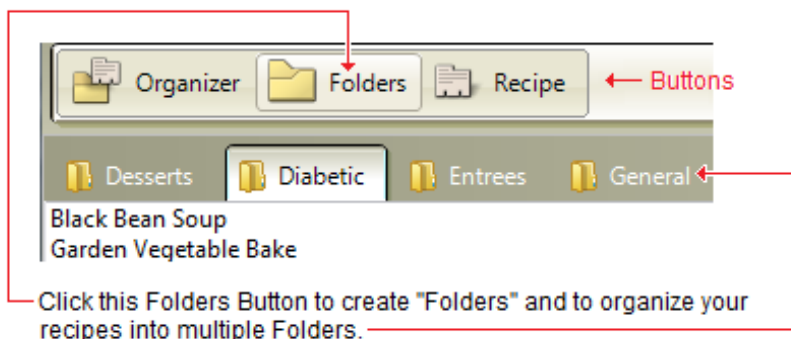 Organizer Folders Recipe Buttons
Desserts Diabetic Entrees General
Black Bean Soup
Garden Vegetable Bake
Click this Folders Button to create "Folders" and to organize your
recipes into multiple Folders.